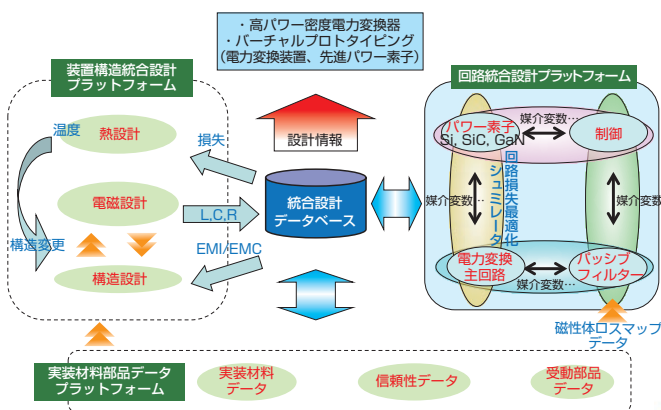 ・高パワー密度電力変換器
・バーチャルプロトタイピング
(電力変換装置、先進パワー素子)
装置構造統合設計
プラットフォーム
温度
熱設計
損失
電磁設計
L,C,R
構造変更
EMI/EMC
構造設計
設計情報
統合設計
データベース
回路統合設計プラットフォーム
パワー素子
Si, SiC, GaN
媒介変数…
制御
媒介変数…
回路損失最適化
シュミレータ
媒介変数…
電力変換
主回路
媒介変数…
パッシブ
フィルター
磁性体ロスマップ
データ
実装材料部品データ
プラットフォーム
実装材料
データ
信頼性データ
受動部品
データ